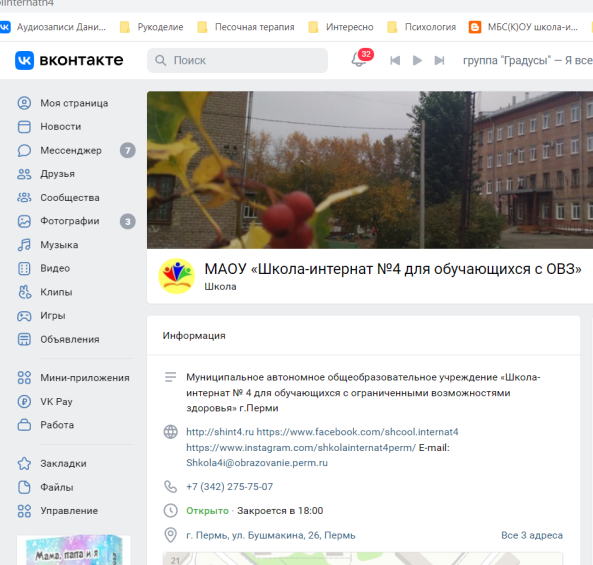 Аудиозаписи Дани...
Рукоделие
Песочная терапия
Интересно
Психология
МБС(К)ОУ школа-и...
вконтакте
Поиск
32
группа "Градусы" — Я все
Моя страница
Новости
Мессенджер 7
Друзья
Сообщества
Фотографии 3
Музыка
Видео
Клипы
Игры
Объявления
Мини-приложения
VK Pay
Работа
Закладки
Файлы
Управление
Мама, папа и я
МАОУ «Школа-интернат №4 для обучающихся с ОВЗ»
Школа
Информация
Муниципальное автономное общеобразовательное учреждение «Школа-
интернат № 4 для обучающихся с ограниченными возможностями
здоровья» г.Перми
http://shint4.ru https://www.facebook.com/shcool.internat4
https://www.instagram.com/shkolainternat4perm/ E-mail:
Shkola4i@obrazovanie.perm.ru
+7 (342) 275-75-07
Открыто · Закроется в 18:00
г. Пермь, ул. Бушмакина, 26, Пермь
Все 3 адреса
21